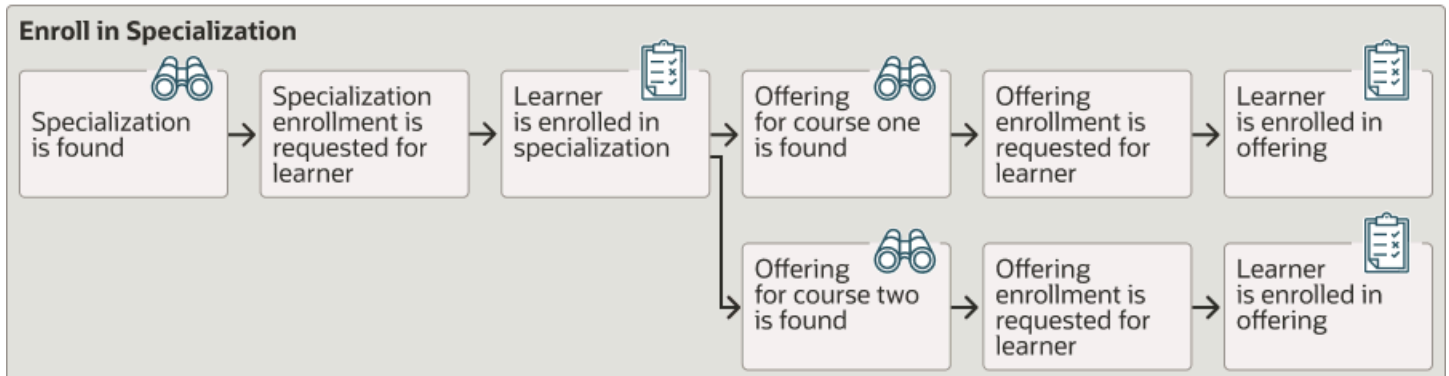 Enroll in Specialization
Specialization
is found
Specialization
enrollment is
requested for
learner
Learner
is enrolled in
specialization
Offering
for course one
is found
Offering
enrollment is
requested for
learner
Learner
is enrolled in
offering
Offering
for course two
is found
Offering
enrollment is
requested for
learner
Learner
is enrolled in
offering